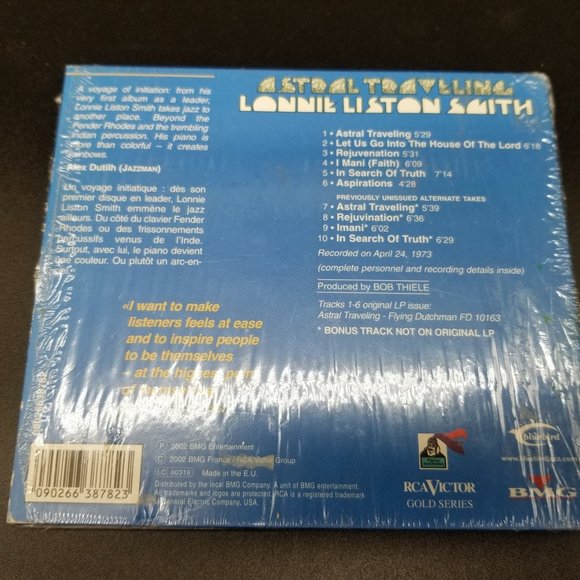 ASTRAL TRAVELING
LONNIE LISTON SMITH
A voyage of initiation: from his
very first album as a leader,
Lonnie Liston Smith takes jazz to
another place. Beyond the
Fender Rhodes and the trembling
Indian percussion. His piano is
more than colorful – it creates
rainbows.
Alex Dutilh (JAZZMAN)
Un voyage initiatique : dès son
premier disque en leader, Lonnie
Liston Smith emmène le jazz
ailleurs. Du côté du clavier Fender
Rhodes ou des frissonnements
percussifs venus de l'Inde.
Surtout, avec lui, le piano devient
une couleur. Ou plutôt un arc-en-
«I want to make
listeners feels at ease
and to inspire people
to be themselves
– at the highest point
1 • Astral Traveling 5'29
2 • Let Us Go Into The House Of The Lord 6'18
3 • Rejuvenation 5'31
4 • I Mani (Faith) 6'09
5 • In Search Of Truth 7'14
6 • Aspirations 4'28
PREVIOUSLY UNISSUED ALTERNATE TAKES
7 • Astral Traveling* 5'39
8 • Rejuvination* 6'36
9 • Imani* 6'02
10 • In Search Of Truth* 6'29
Recorded on April 24, 1973
(complete personnel and recording details inside)
Produced by BOB THIELE
Tracks 1-6 original LP issue:
Astral Traveling - Flying Dutchman FD 10163
* BONUS TRACK NOT ON ORIGINAL LP
P 2002 BMG Entertainment
C 2002 BMG France / RCA Victor Group
LC 00316 Made in the E.U.
Distributed by the local BMG Company. A unit of BMG entertainment.
All trademarks and logos are protected. RCA is a registered trademark
of General Electric Company, USA.
090266 387823
RCA VICTOR
GOLD SERIES
bluebird
www.bluebirdjazz.com
BMG